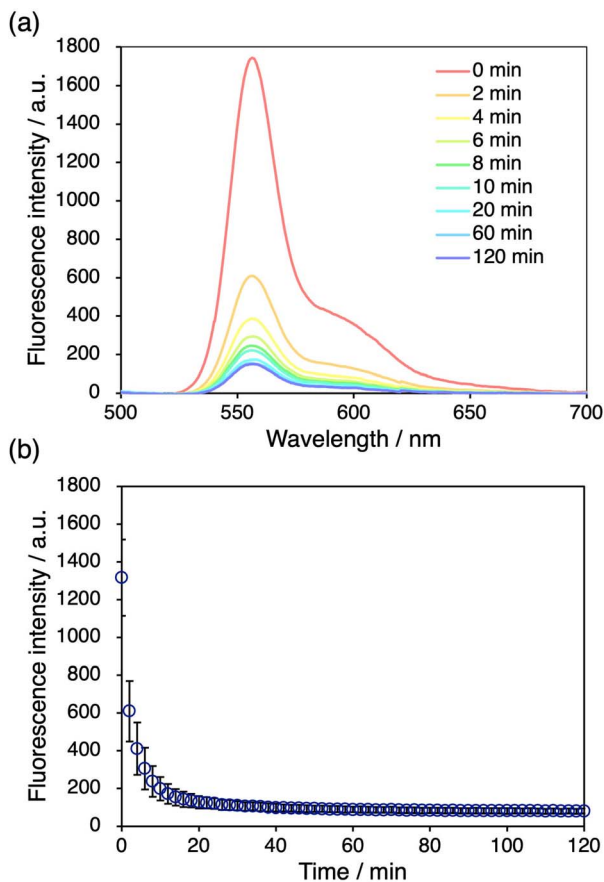 (a)
Fluorescence intensity / a.u.
1800
1600
1400
1200
1000
800
600
400
200
0
0 min
2 min
4 min
6 min
8 min
10 min
20 min
60 min
120 min
500
550
600
650
700
Wavelength / nm
(b)
Fluorescence intensity / a.u.
1800
1600
1400
1200
1000
800
600
400
200
0
0
20
40
60
80
100
120
Time / min